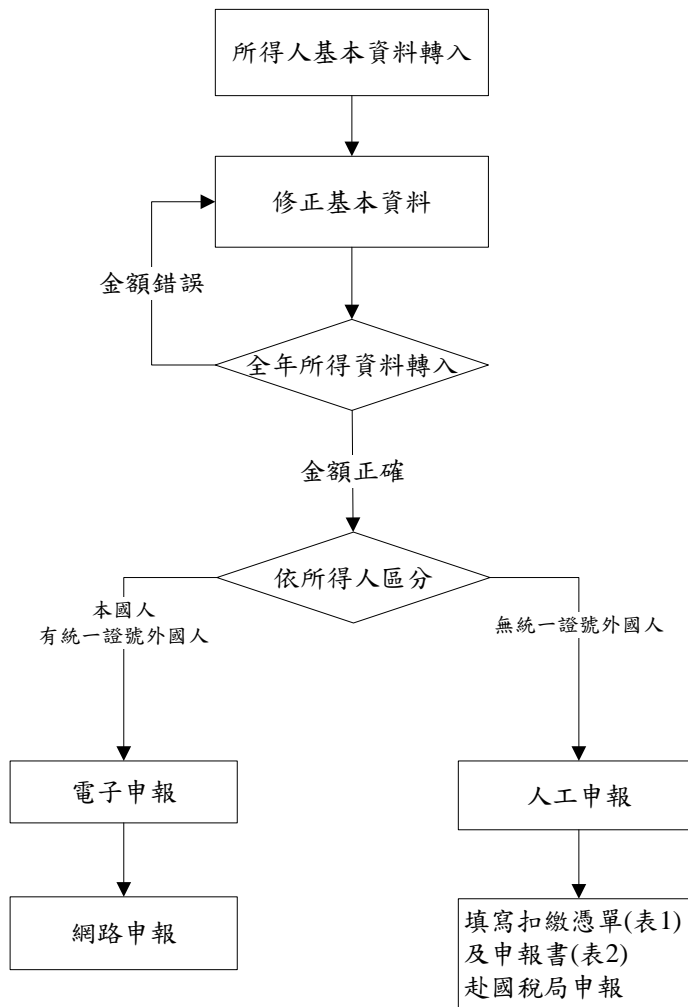 所得人基本資料轉入
修正基本資料
金額錯誤
全年所得資料轉入
金額正確
依所得人區分
本國人
有統一證號外國人
無統一證號外國人
電子申報
人工申報
網路申報
填寫扣繳憑單(表1)
及申報書(表2)
赴國稅局申報